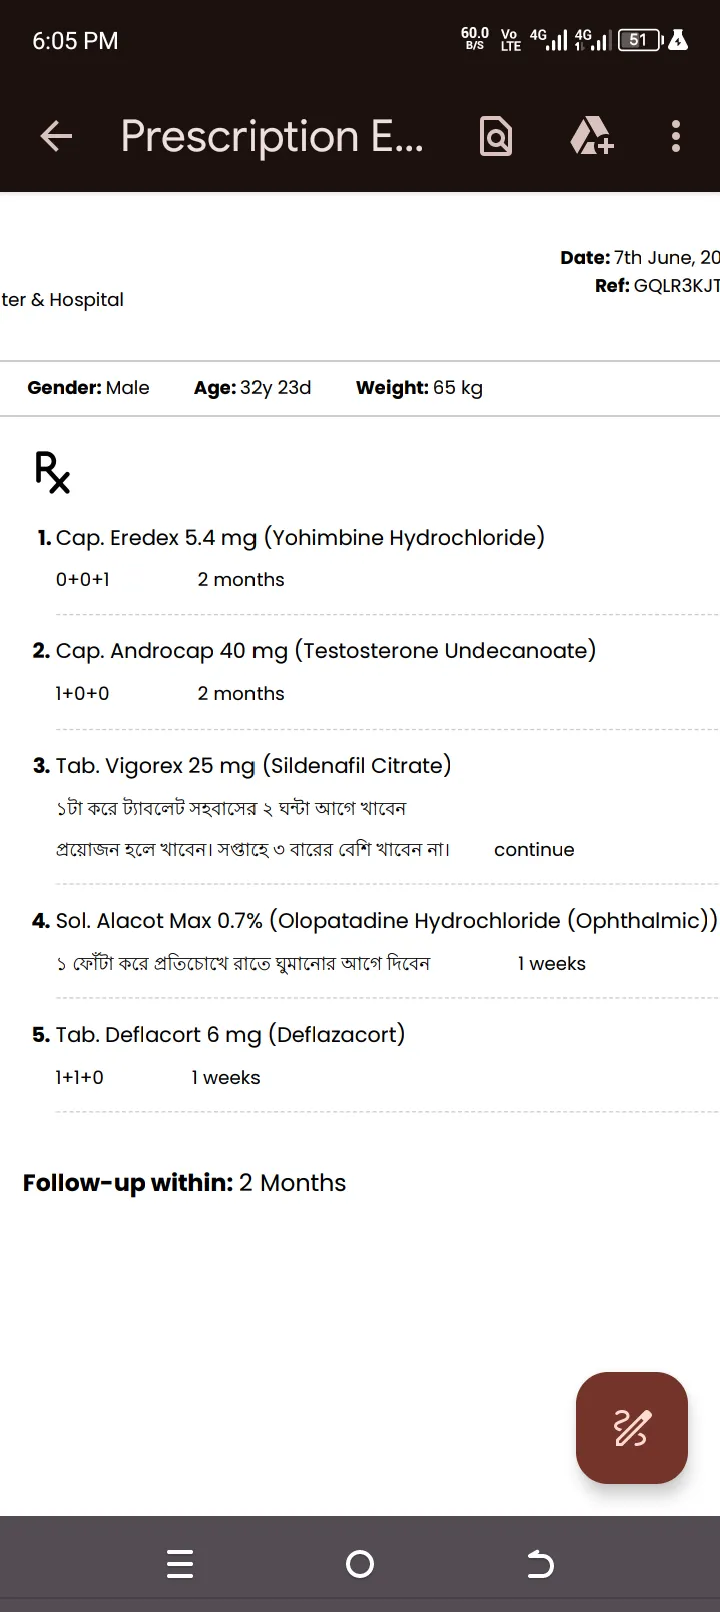 6:05 PM 60.0 B/S Vo LTE 4G 4G 51
Prescription E...
Date: 7th June, 20
Ref: GQLR3KJT
ter & Hospital
Gender: Male Age: 32y 23d Weight: 65 kg
Rx
1. Cap. Eredex 5.4 mg (Yohimbine Hydrochloride)
0+0+1 2 months
2. Cap. Androcap 40 mg (Testosterone Undecanoate)
1+0+0 2 months
3. Tab. Vigorex 25 mg (Sildenafil Citrate)
১টা করে ট্যাবলেট সহবাসের ২ ঘন্টা আগে খাবেন
প্রয়োজন হলে খাবেন। সপ্তাহে ৩ বারের বেশি খাবেন না। continue
4. Sol. Alacot Max 0.7% (Olopatadine Hydrochloride (Ophthalmic))
১ ফোঁটা করে প্রতিচোখে রাতে ঘুমানোর আগে দিবেন 1 weeks
5. Tab. Deflacort 6 mg (Deflazacort)
1+1+0 1 weeks
Follow-up within: 2 Months